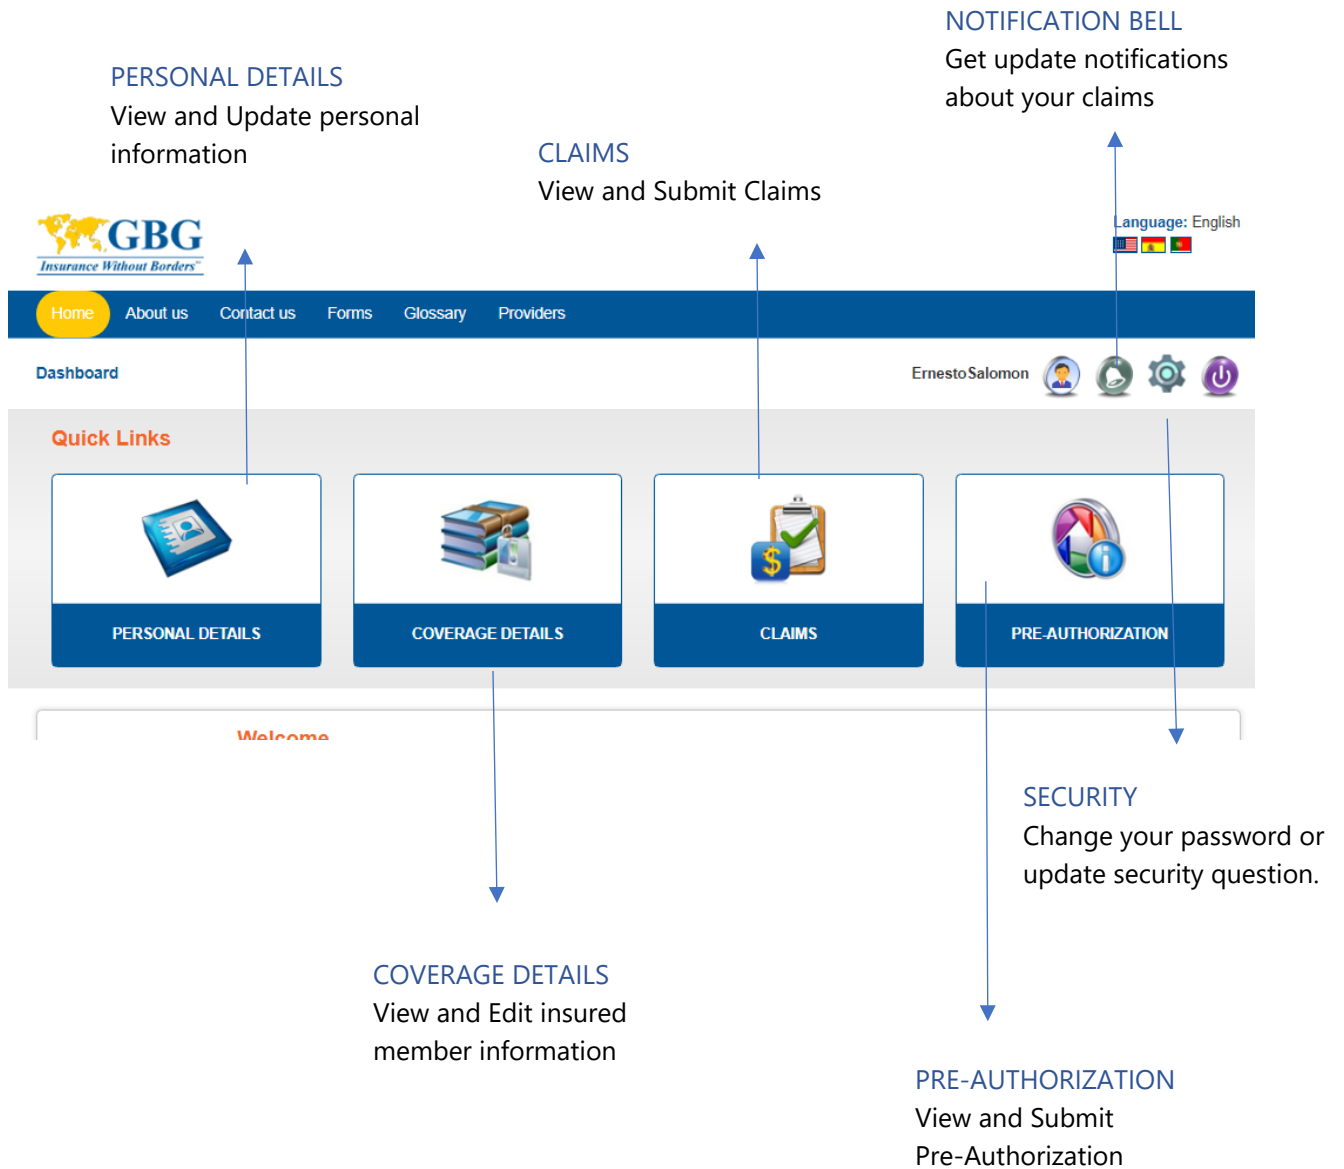 NOTIFICATION BELL
Get update notifications
about your claims
PERSONAL DETAILS
View and Update personal
information
CLAIMS
View and Submit Claims
GBG
Insurance Without Borders™
Language: English
Home About us Contact us Forms Glossary Providers
Dashboard
ErnestoSalomon
Quick Links
PERSONAL DETAILS
COVERAGE DETAILS
CLAIMS
PRE-AUTHORIZATION
Welcome
SECURITY
Change your password or
update security question.
COVERAGE DETAILS
View and Edit insured
member information
PRE-AUTHORIZATION
View and Submit
Pre-Authorization